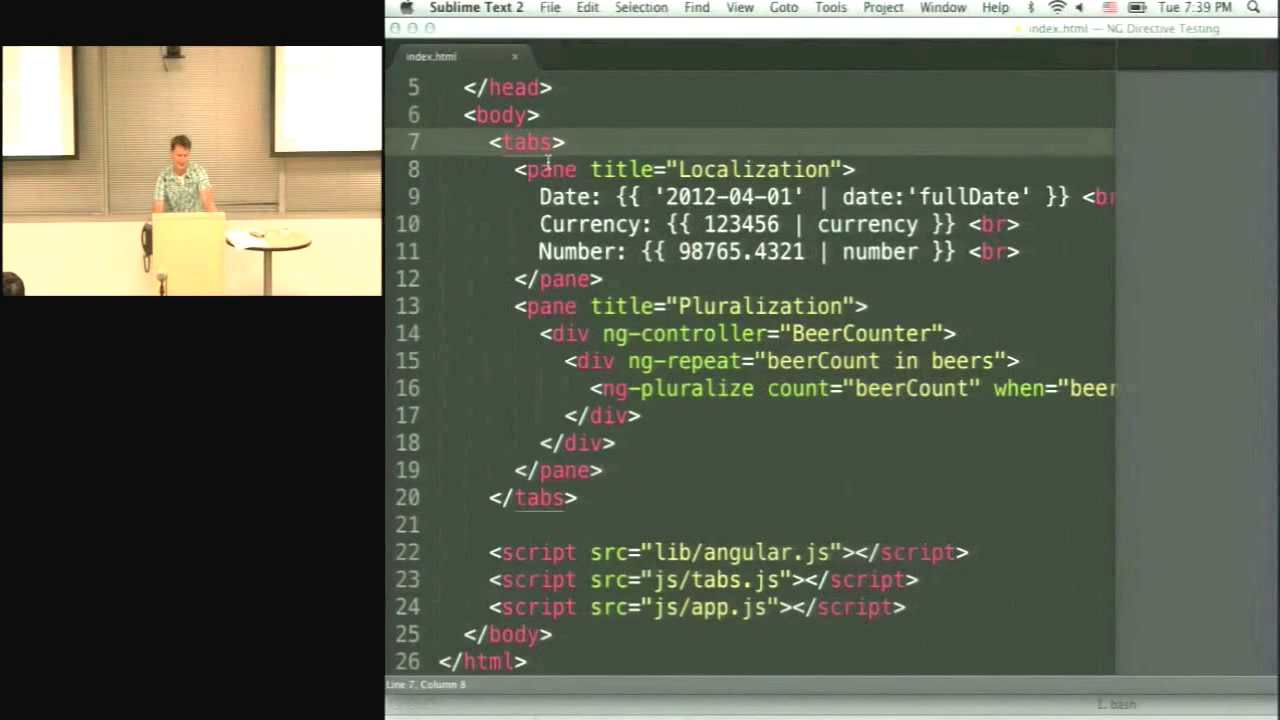 Sublime Text 2 File Edit Selection Find View Goto Tools Project Window Help Tue 7:39 PM
index.html — NG Directive Testing
index.html ×
5 </head>
6 <body>
7 <tabs>
8 <pane title="Localization">
9 Date: {{ '2012-04-01' | date:'fullDate' }} <br
10 Currency: {{ 123456 | currency }} <br>
11 Number: {{ 98765.4321 | number }} <br>
12 </pane>
13 <pane title="Pluralization">
14 <div ng-controller="BeerCounter">
15 <div ng-repeat="beerCount in beers">
16 <ng-pluralize count="beerCount" when="beer
17 </div>
18 </div>
19 </pane>
20 </tabs>
21
22 <script src="lib/angular.js"></script>
23 <script src="js/tabs.js"></script>
24 <script src="js/app.js"></script>
25 </body>
26 </html>
Line 7, Column 8
1. bash